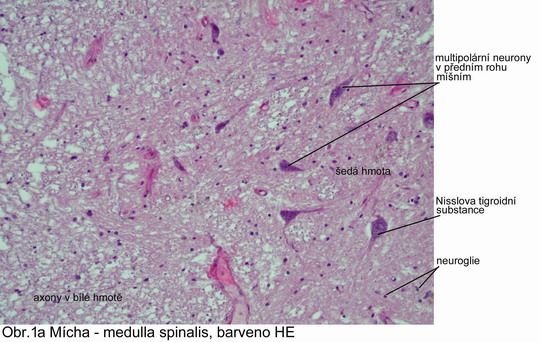 multipolární neurony
v předním rohu
míšním
šedá hmota
Nisslova tigroidní
substance
neuroglie
axony v bílé hmotě
Obr.1a Mícha - medulla spinalis, barveno HE